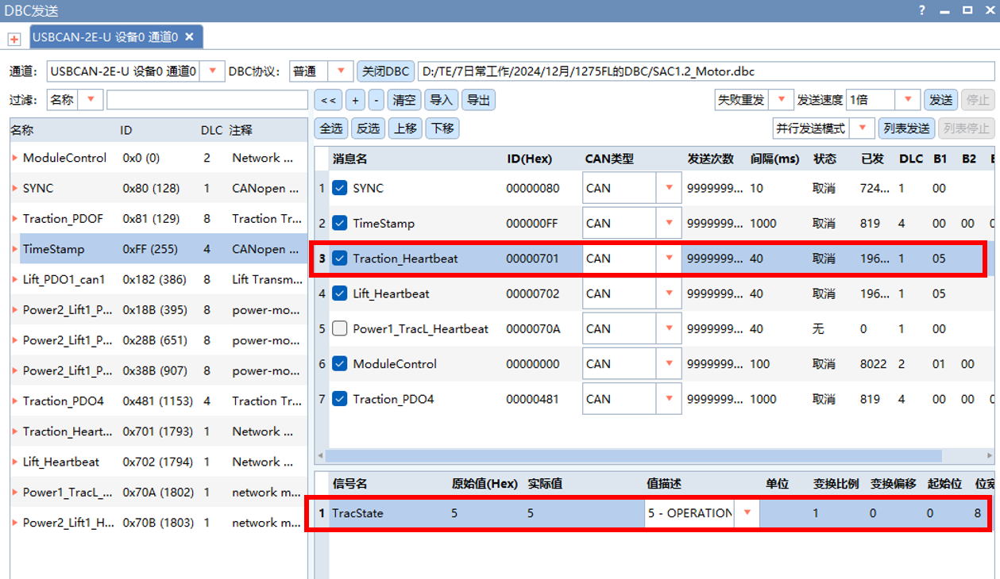 DBC发送 ?
USBCAN-2E-U 设备0 通道0
通道: USBCAN-2E-U 设备0 通道0 DBC协议: 普通 关闭DBC D:/TE/7日常工作/2024/12月/1275FL的DBC/SAC1.2_Motor.dbc
过滤: 名称 << + - 清空 导入 导出 失败重发 发送速度 1倍 发送 停止
全选 反选 上移 下移 并行发送模式 列表发送 列表停止
名称 ID DLC 注释
ModuleControl 0x0 (0) 2 Network ...
SYNC 0x80 (128) 1 CANopen ...
Traction_PDOF 0x81 (129) 8 Traction Tr...
TimeStamp 0xFF (255) 4 CANopen ...
Lift_PDO1_can1 0x182 (386) 8 Lift Transm...
Power2_Lift1_P... 0x18B (395) 8 power-mo...
Power2_Lift1_P... 0x28B (651) 8 power-mo...
Power2_Lift1_P... 0x38B (907) 8 power-mo...
Traction_PDO4 0x481 (1153) 4 Traction Tr...
Traction_Heart... 0x701 (1793) 1 Network ...
Lift_Heartbeat 0x702 (1794) 1 Network ...
Power1_TracL_... 0x70A (1802) 1 network m...
Power2_Lift1_H... 0x70B (1803) 1 network m...
消息名 ID(Hex) CAN类型 发送次数 间隔(ms) 状态 已发 DLC B1 B2
1 SYNC 00000080 CAN 9999999... 10 取消 724... 1 00
2 TimeStamp 000000FF CAN 9999999... 1000 取消 819 4 00 00
3 Traction_Heartbeat 00000701 CAN 9999999... 40 取消 196... 1 05
4 Lift_Heartbeat 00000702 CAN 9999999... 40 取消 196... 1 05
5 Power1_TracL_Heartbeat 0000070A CAN 9999999... 40 无 0 1 00
6 ModuleControl 00000000 CAN 9999999... 100 取消 8022 2 01 00
7 Traction_PDO4 00000481 CAN 9999999... 1000 取消 819 4 00 00
信号名 原始值(Hex) 实际值 值描述 单位 变换比例 变换偏移 起始位
1 TracState 5 5 5 - OPERATION 1 0 0 8